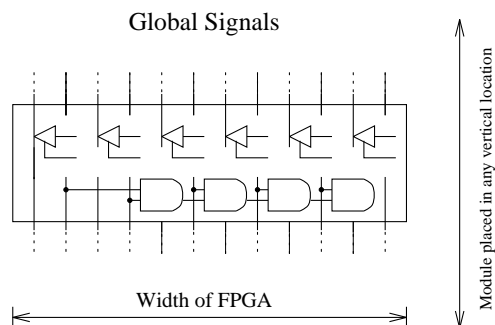 Global Signals
Module placed in any vertical location
Width of FPGA